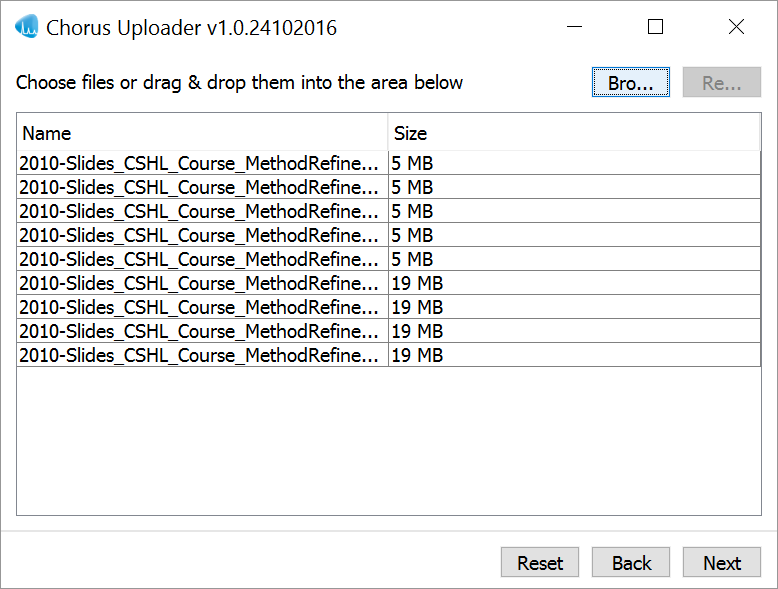 Chorus Uploader v1.0.24102016
Choose files or drag & drop them into the area below Bro... Re...
Name Size
2010-Slides_CSHL_Course_MethodRefine... 5 MB
2010-Slides_CSHL_Course_MethodRefine... 5 MB
2010-Slides_CSHL_Course_MethodRefine... 5 MB
2010-Slides_CSHL_Course_MethodRefine... 5 MB
2010-Slides_CSHL_Course_MethodRefine... 5 MB
2010-Slides_CSHL_Course_MethodRefine... 19 MB
2010-Slides_CSHL_Course_MethodRefine... 19 MB
2010-Slides_CSHL_Course_MethodRefine... 19 MB
2010-Slides_CSHL_Course_MethodRefine... 19 MB
Reset Back Next